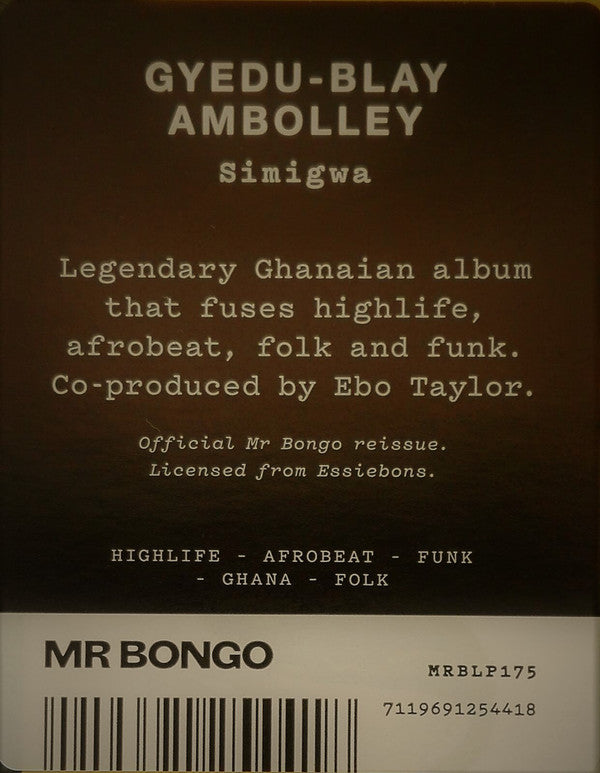 GYEDU-BLAY
AMBOLLEY
Simigwa
Legendary Ghanaian album
that fuses highlife,
afrobeat, folk and funk.
Co-produced by Ebo Taylor.
Official Mr Bongo reissue.
Licensed from Essiebons.
HIGHLIFE - AFROBEAT - FUNK
- GHANA - FOLK
MR BONGO
MRBLP175
7119691254418